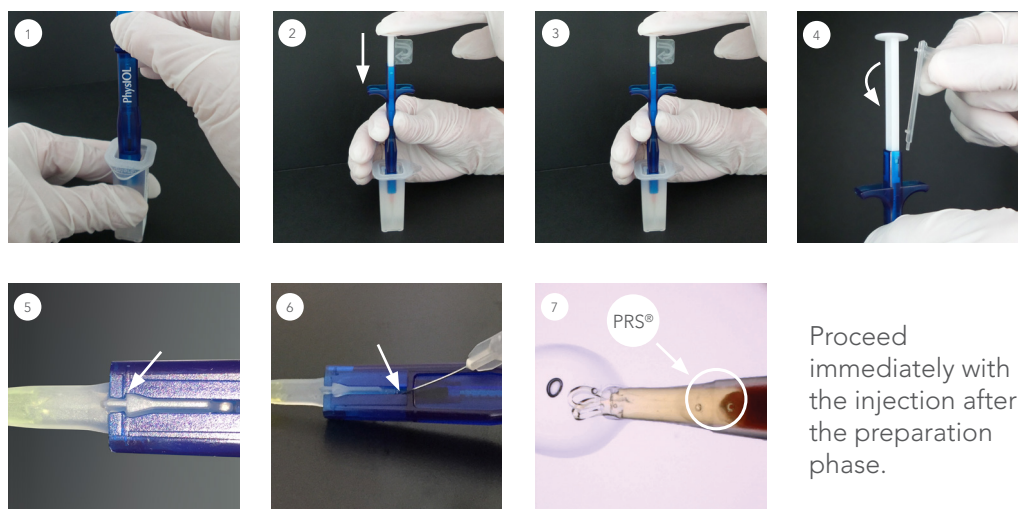 1
2
3
4
PhysIOL
5
6
7
PRS®
Proceed
immediately with
the injection after
the preparation
phase.